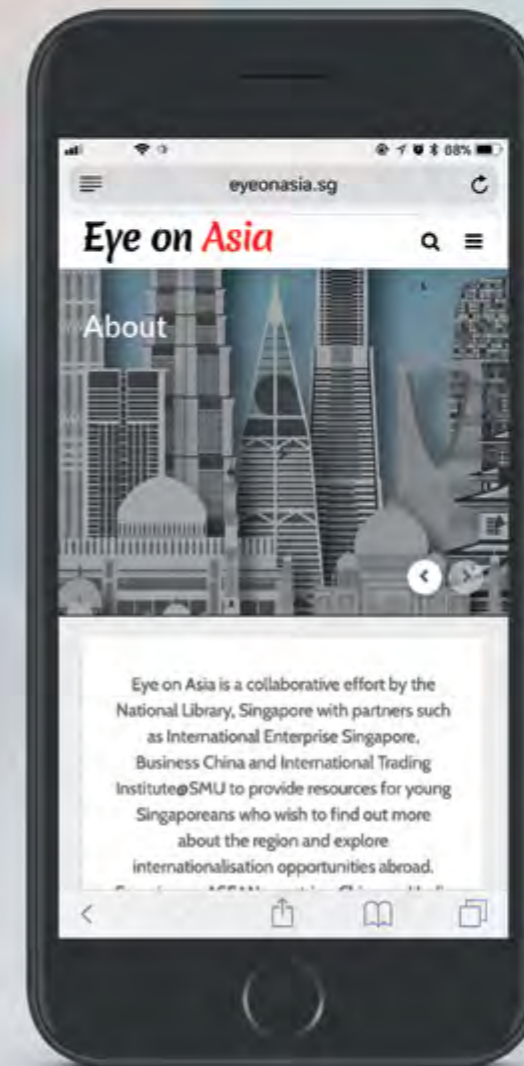 08%
eyeonasia.sg
Eye on Asia
About
Eye on Asia is a collaborative effort by the
National Library, Singapore with partners such
as International Enterprise Singapore,
Business China and International Trading
Institute@SMU to provide resources for young
Singaporeans who wish to find out more
about the region and explore
internationalisation opportunities abroad.